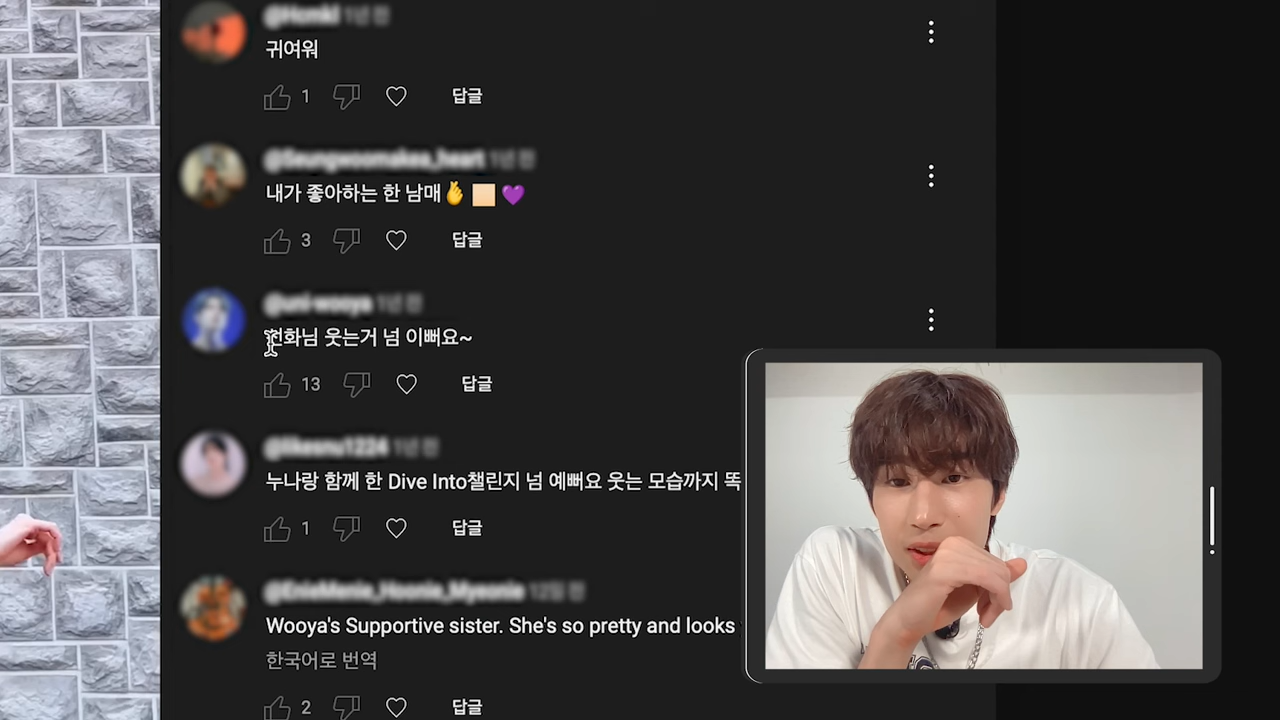 귀여워
1
답글
내가 좋아하는 한 남매🫰🏻💜
3
답글
웃는거 넘 이뻐요~
13
답글
누나랑 함께 한 Dive Into챌린지 넘 예뻐요 웃는 모습까지 똑
1
답글
Wooya's Supportive sister. She's so pretty and looks
한국어로 번역
2
답글